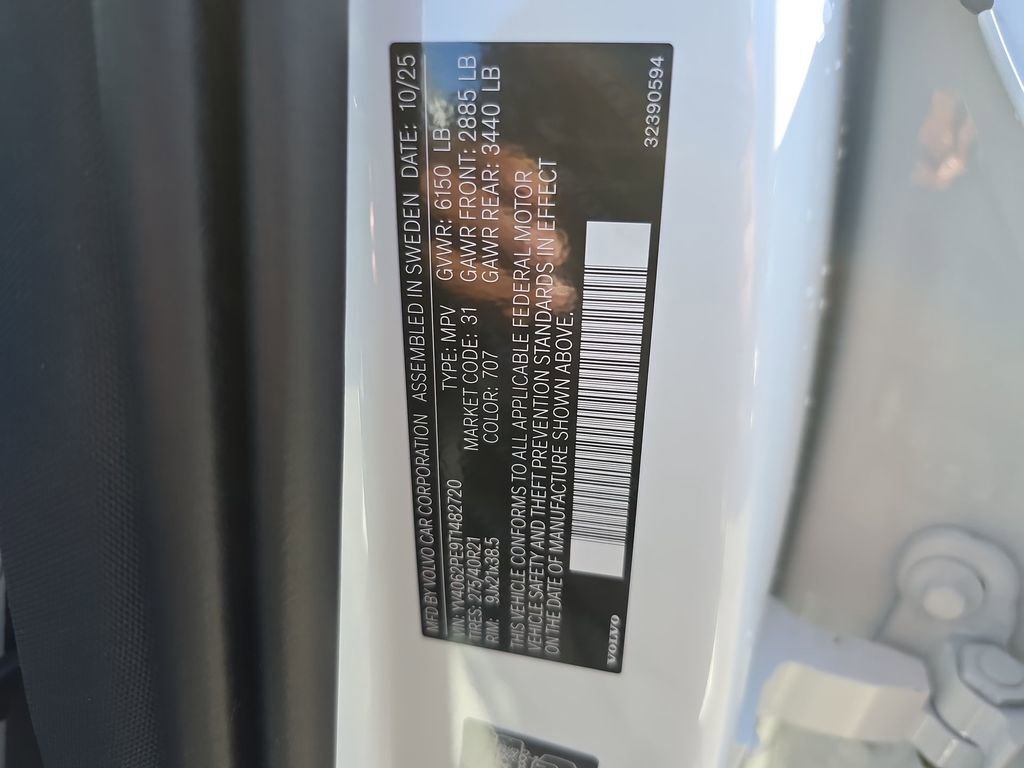 MFD BY VOLVO CAR CORPORATION ASSEMBLED IN SWEDEN DATE: 10/25
VIN: YV4062PE9T1482720 TYPE: MPV GVWR: 6150 LB
TIRES: 275/40R21 MARKET CODE: 31 GAWR FRONT: 2885 LB
RIM: 9Jx21x38.5 COLOR: 707 GAWR REAR: 3440 LB
THIS VEHICLE CONFORMS TO ALL APPLICABLE FEDERAL MOTOR
VEHICLE SAFETY AND THEFT PREVENTION STANDARDS IN EFFECT
ON THE DATE OF MANUFACTURE SHOWN ABOVE.
VOLVO
32390594